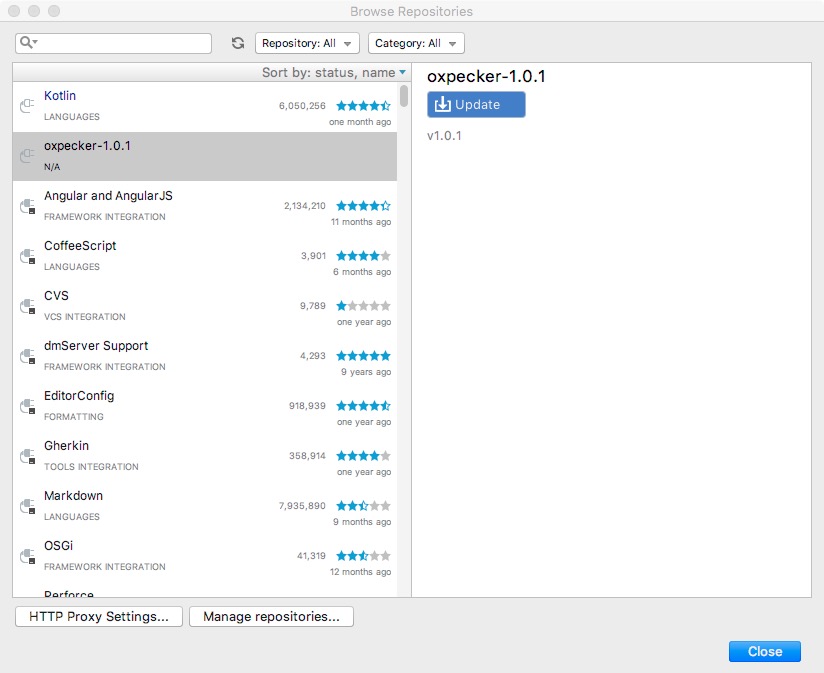 Browse Repositories
Repository: All
Category: All
Sort by: status, name
Kotlin
6,050,256
LANGUAGES
one month ago
oxpecker-1.0.1
N/A
Angular and AngularJS
2,134,210
FRAMEWORK INTEGRATION
11 months ago
CoffeeScript
3,901
LANGUAGES
6 months ago
CVS
9,789
VCS INTEGRATION
one year ago
dmServer Support
4,293
FRAMEWORK INTEGRATION
9 years ago
EditorConfig
918,939
FORMATTING
one year ago
Gherkin
358,914
TOOLS INTEGRATION
one year ago
Markdown
7,935,890
LANGUAGES
9 months ago
OSGi
41,319
FRAMEWORK INTEGRATION
12 months ago
Perforce
oxpecker-1.0.1
Update
v1.0.1
HTTP Proxy Settings...
Manage repositories...
Close